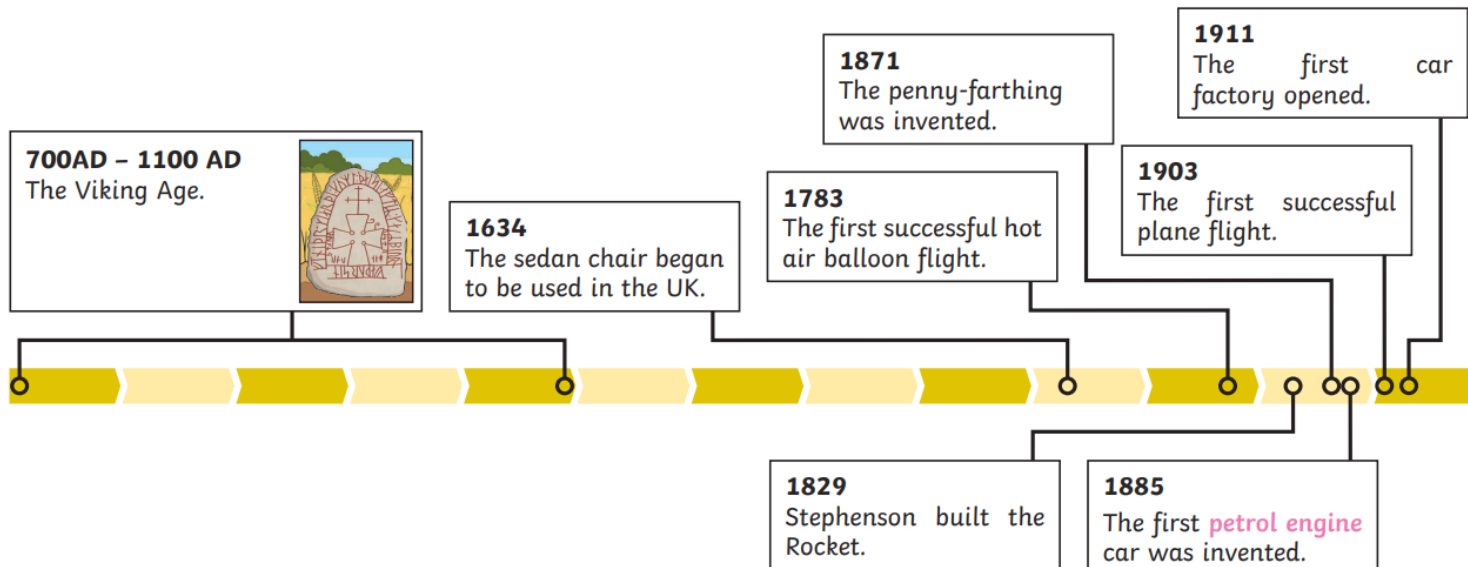 700AD – 1100 AD
The Viking Age.
1634
The sedan chair began
to be used in the UK.
1783
The first successful hot
air balloon flight.
1871
The penny-farthing
was invented.
1903
The first successful
plane flight.
1911
The first car
factory opened.
1829
Stephenson built the
Rocket.
1885
The first petrol engine
car was invented.